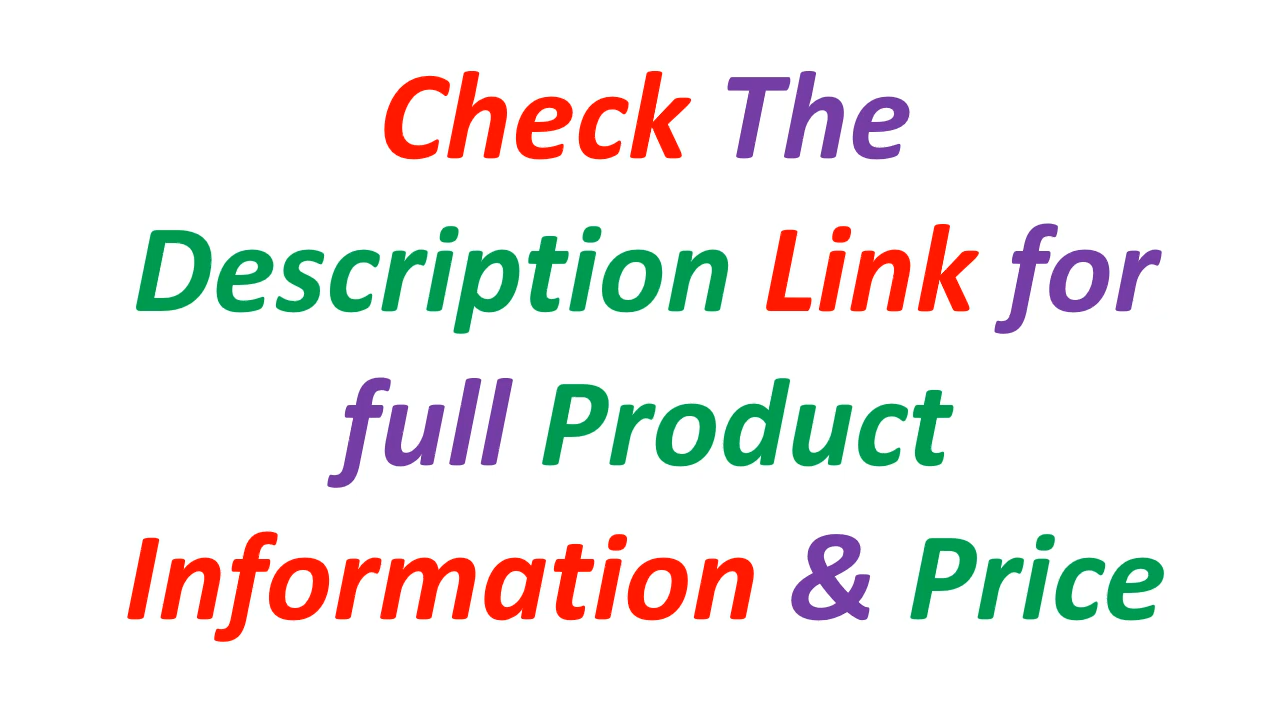 Check The
Description Link for
full Product
Information & Price